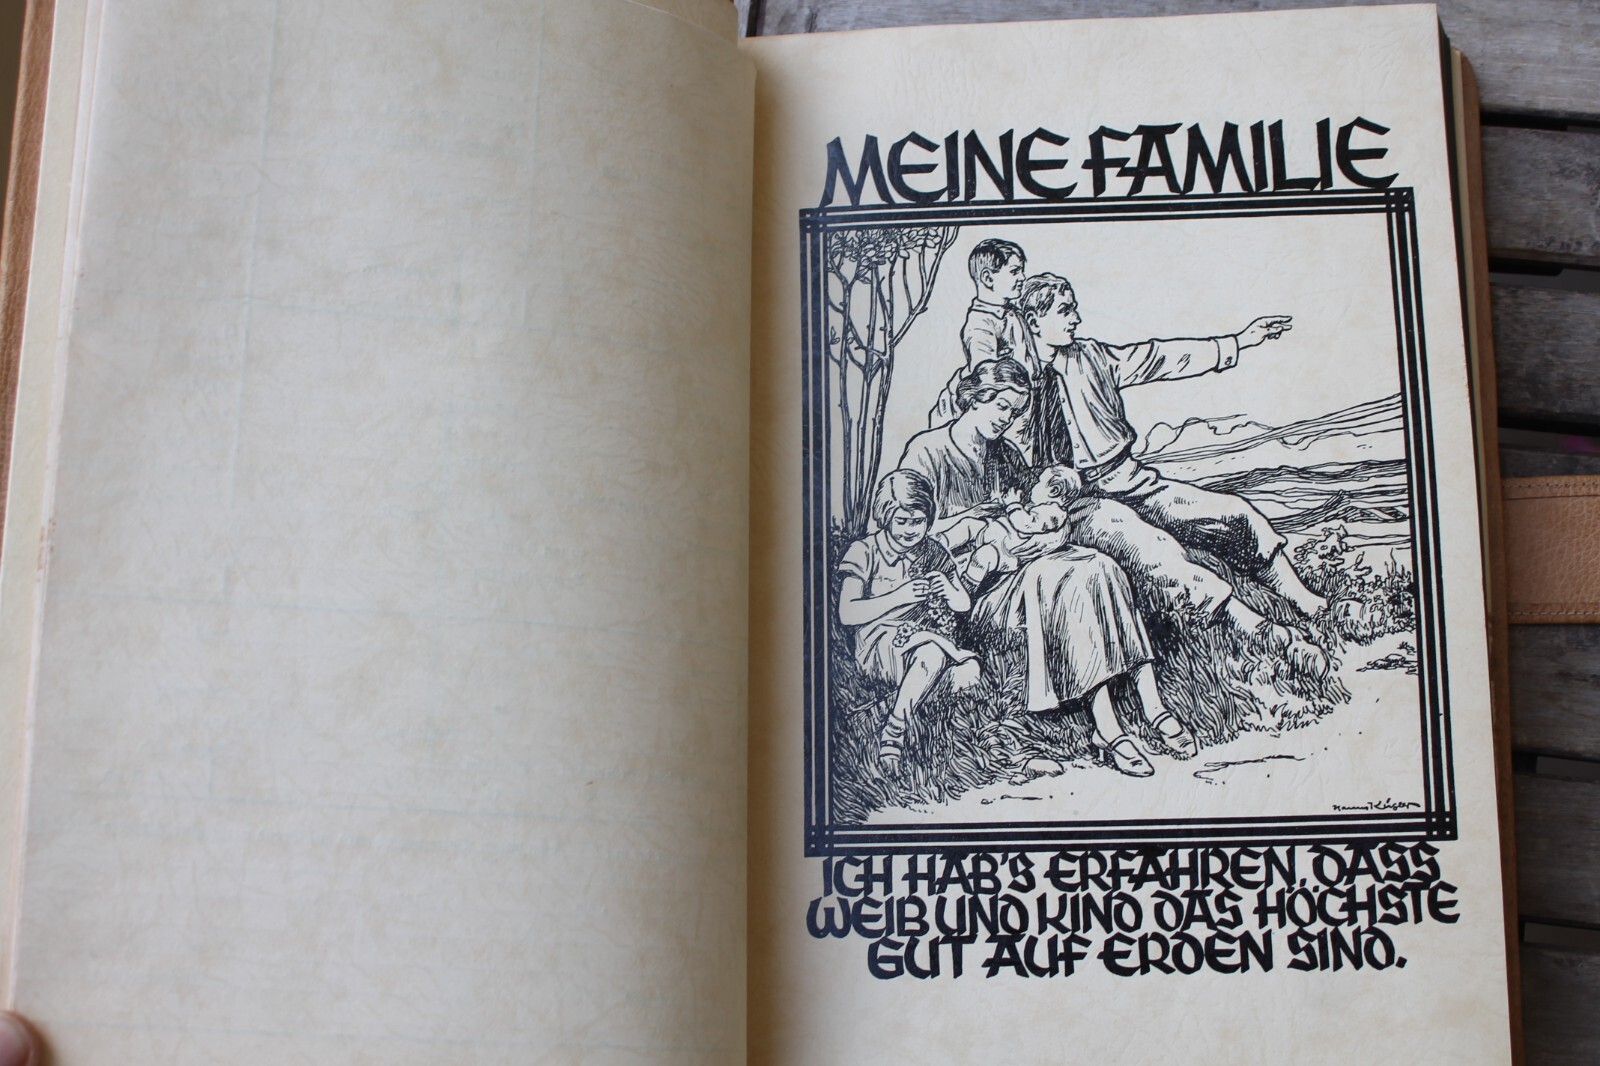 MEINE FAMILIE
ICH HAB'S ERFAHREN, DASS
WEIB UND KIND DAS HÖCHSTE
GUT AUF ERDEN SIND.